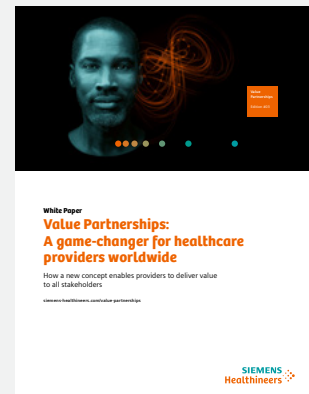 Value
Partnerships
White Paper
Value Partnerships:
A game-changer for healthcare
providers worldwide
How a new concept enables providers to deliver value
to all stakeholders
siemens-healthineers.com/value-partnerships
SIEMENS
Healthineers